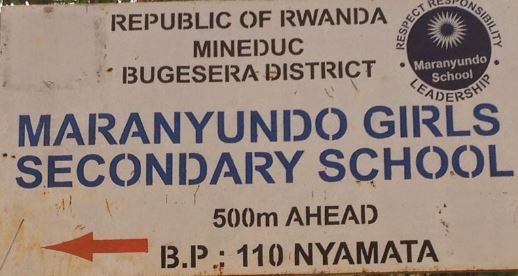 REPUBLIC OF RWANDA
MINEDUC
BUGESERA DISTRICT
RESPECT RESPONSIBILITY
Maranyundo
School
LEADERSHIP
MARANYUNDO GIRLS
SECONDARY SCHOOL
500m AHEAD
B.P : 110 NYAMATA